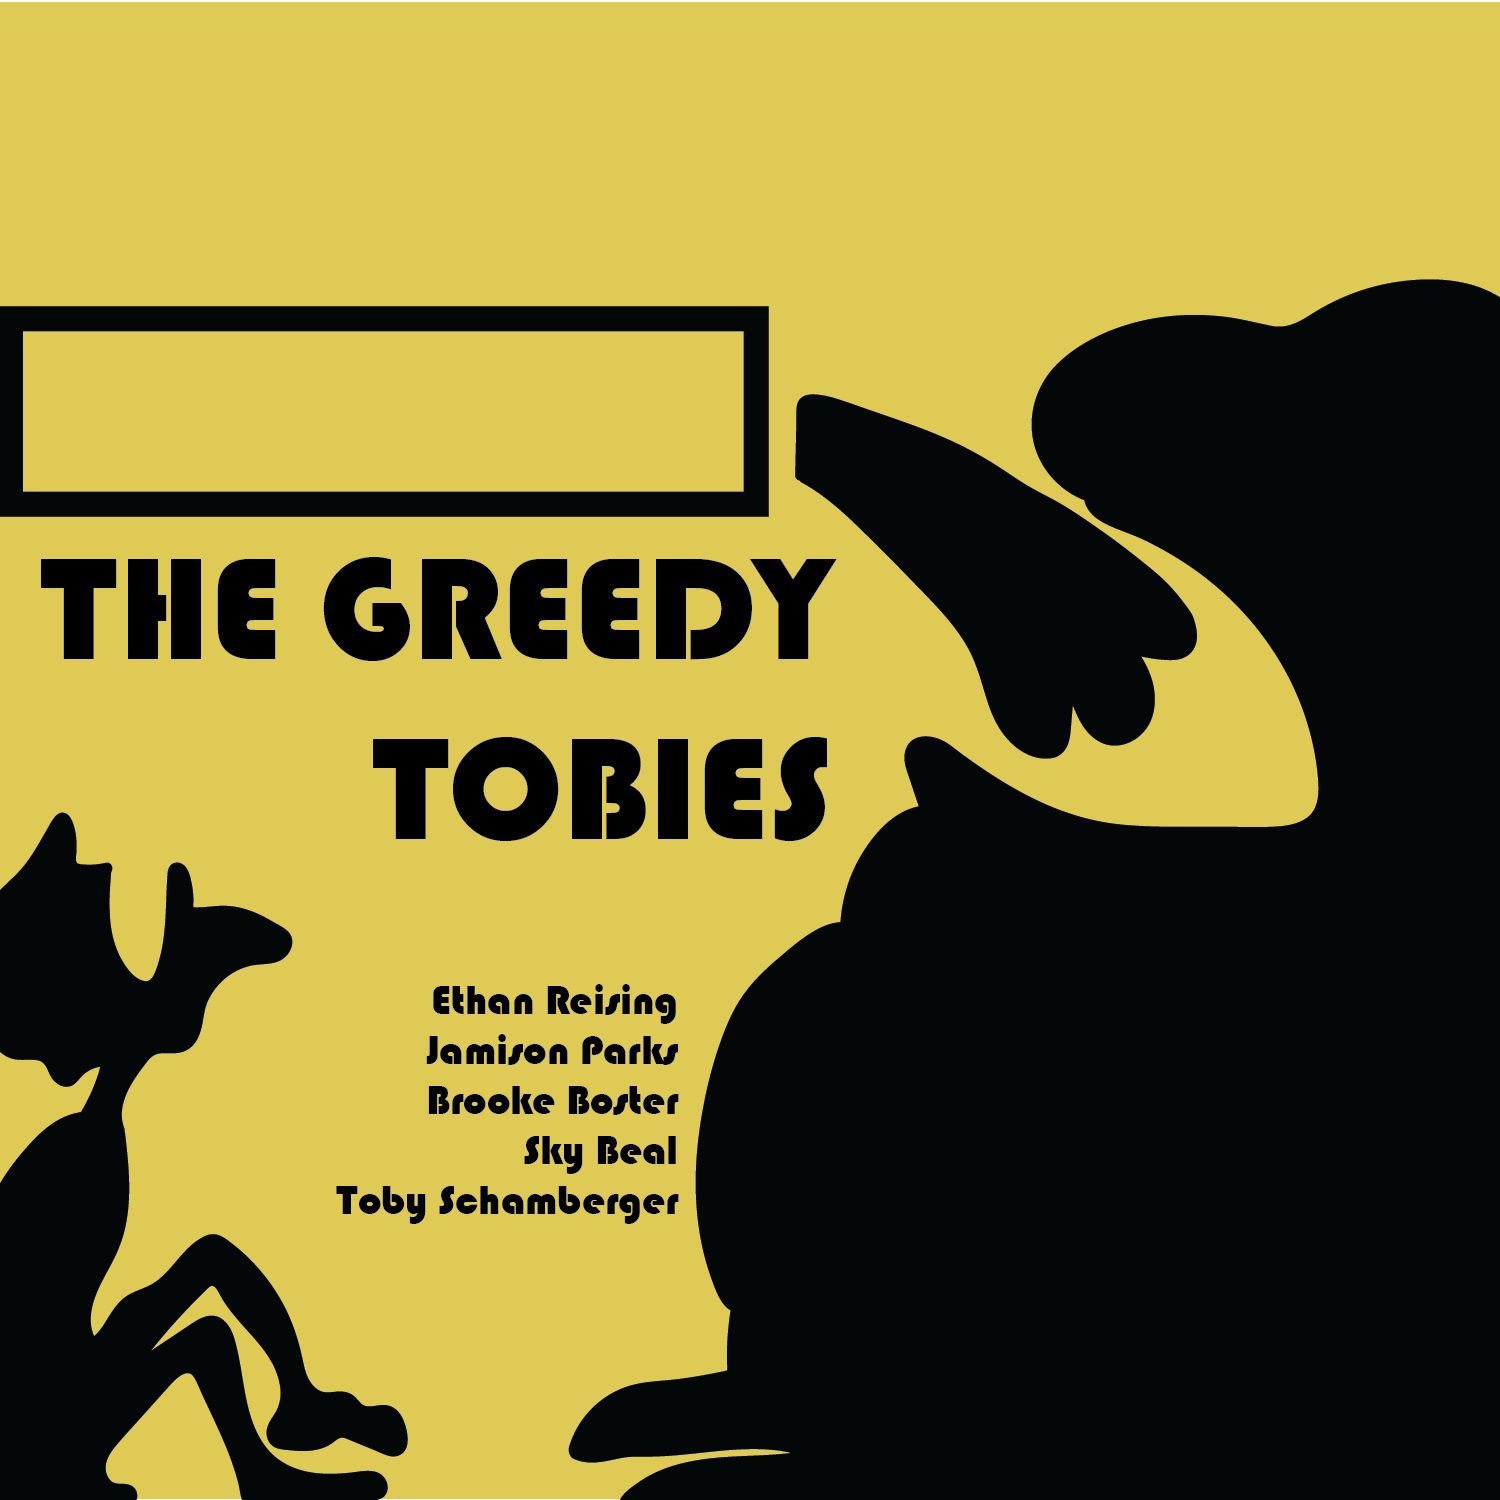 THE GREEDY
TOBIES
Ethan Reising
Jamison Parks
Brooke Boster
Sky Beal
Toby Schamberger